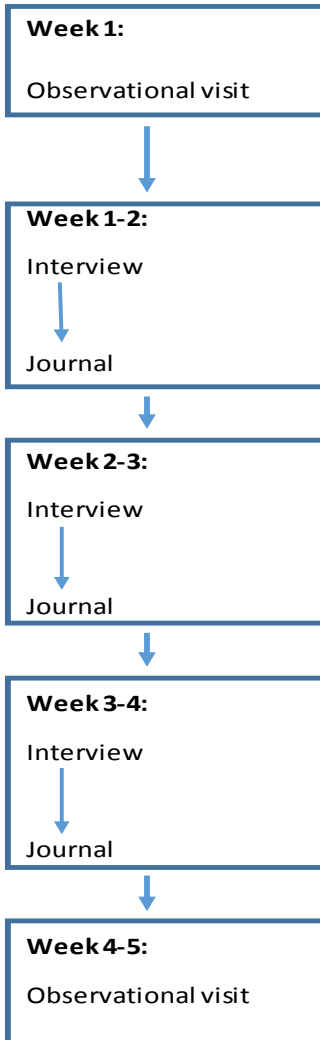 Week 1:
Observational visit
Week 1-2:
Interview
Journal
Week 2-3:
Interview
Journal
Week 3-4:
Interview
Journal
Week 4-5:
Observational visit